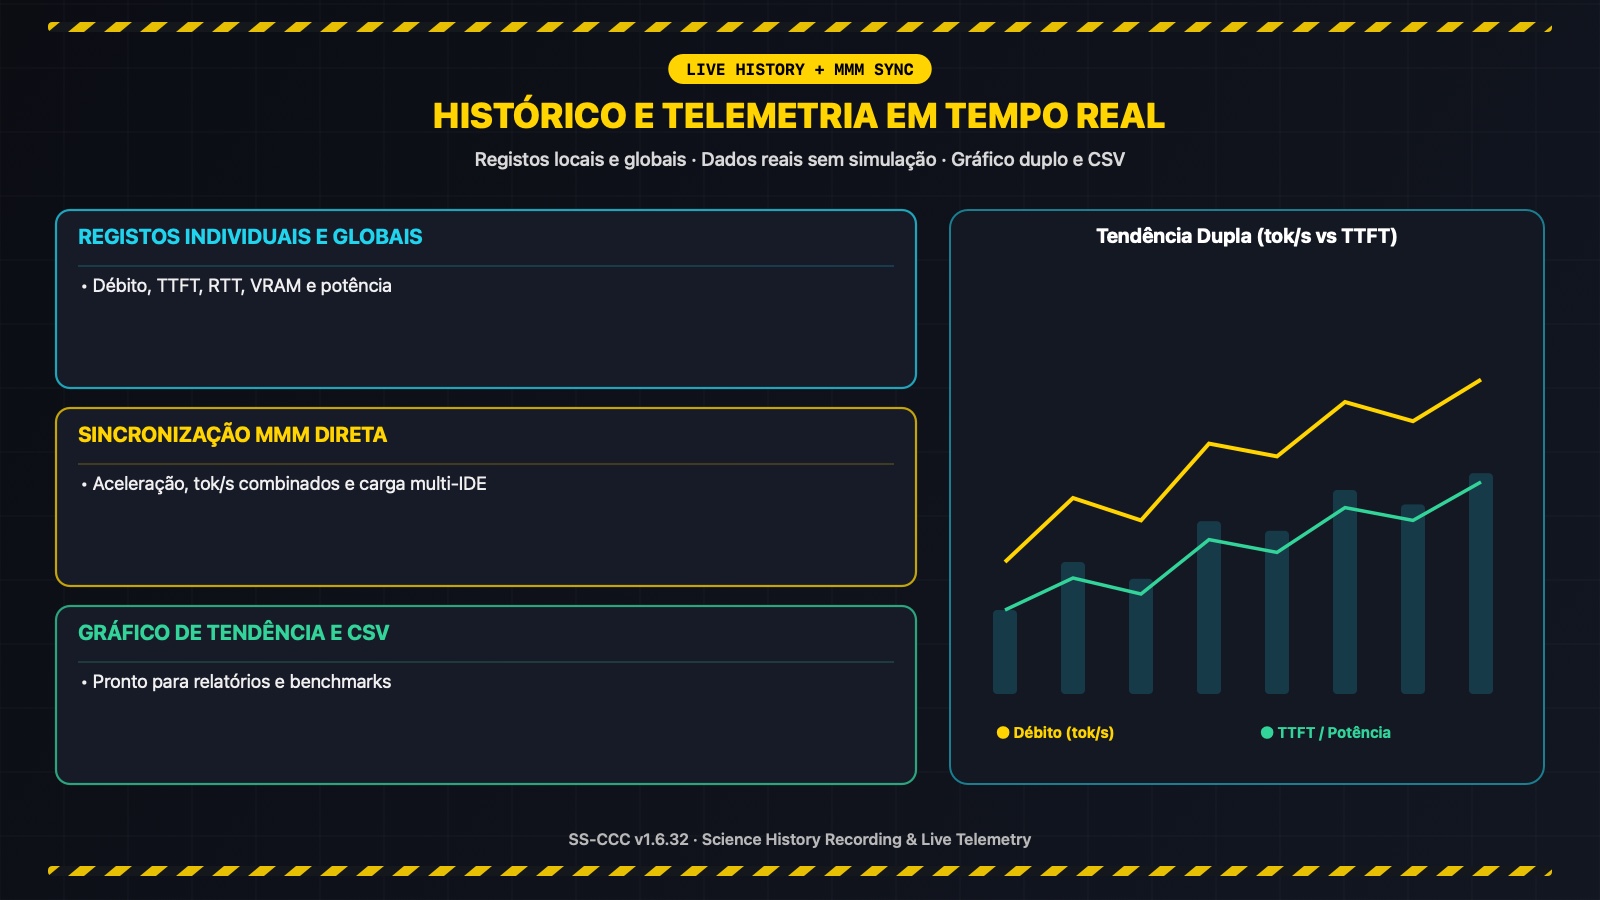 LIVE HISTORY + MMM SYNC
HISTÓRICO E TELEMETRIA EM TEMPO REAL
Registos locais e globais · Dados reais sem simulação · Gráfico duplo e CSV
REGISTOS INDIVIDUAIS E GLOBAIS
• Débito, TTFT, RTT, VRAM e potência
SINCRONIZAÇÃO MMM DIRETA
• Aceleração, tok/s combinados e carga multi-IDE
GRÁFICO DE TENDÊNCIA E CSV
• Pronto para relatórios e benchmarks
Tendência Dupla (tok/s vs TTFT)
Débito (tok/s)
TTFT / Potência
SS-CCC v1.6.32 · Science History Recording & Live Telemetry